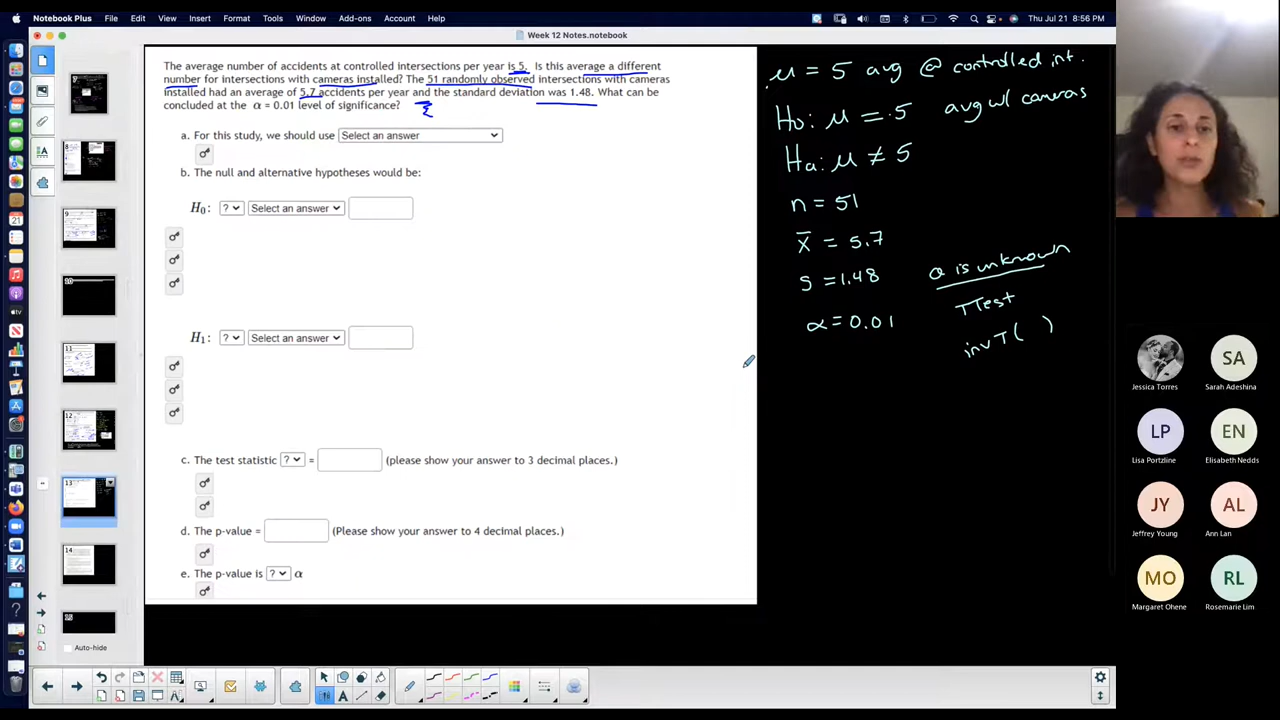 Notebook Plus File Edit View Insert Format Tools Window Add-ons Account Help
Thu Jul 21 8:56 PM
Week 12 Notes.notebook
The average number of accidents at controlled intersections per year is 5. Is this average a different
number for intersections with cameras installed? The 51 randomly observed intersections with cameras
installed had an average of 5.7 accidents per year and the standard deviation was 1.48. What can be
concluded at the α = 0.01 level of significance?
a. For this study, we should use Select an answer
b. The null and alternative hypotheses would be:
H0: ? Select an answer
H1: ? Select an answer
c. The test statistic ? = (please show your answer to 3 decimal places.)
d. The p-value = (Please show your answer to 4 decimal places.)
e. The p-value is ? α
μ = 5 avg @ controlled int.
Ho: μ = 5 avg w/ cameras
Ha: μ ≠ 5
n = 51
x̄ = 5.7
s = 1.48
α = 0.01
σ is unknown
TTest
invT( )
8
9
10
11
12
13
14
15
Auto-hide
Jessica Torres
SA
Sarah Adeshina
LP
Lisa Portzline
EN
Elisabeth Nedds
JY
Jeffrey Young
AL
Ann Lan
MO
Margaret Ohene
RL
Rosemarie Lim